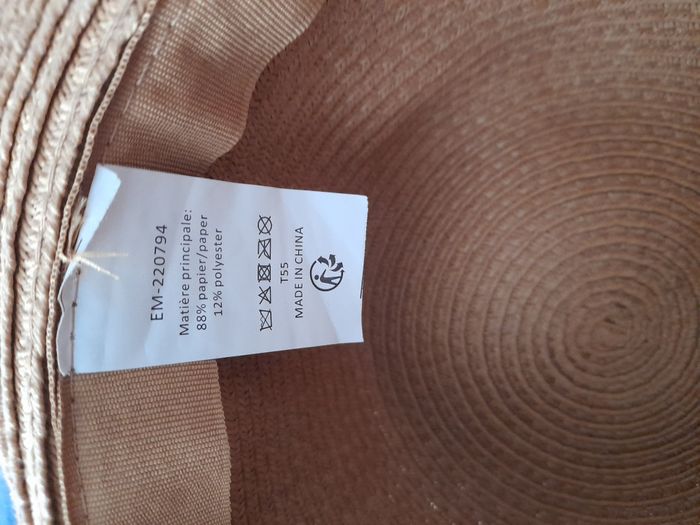 EM-220794
Matière principale:
88% papier/paper
12% polyester
T55
MADE IN CHINA